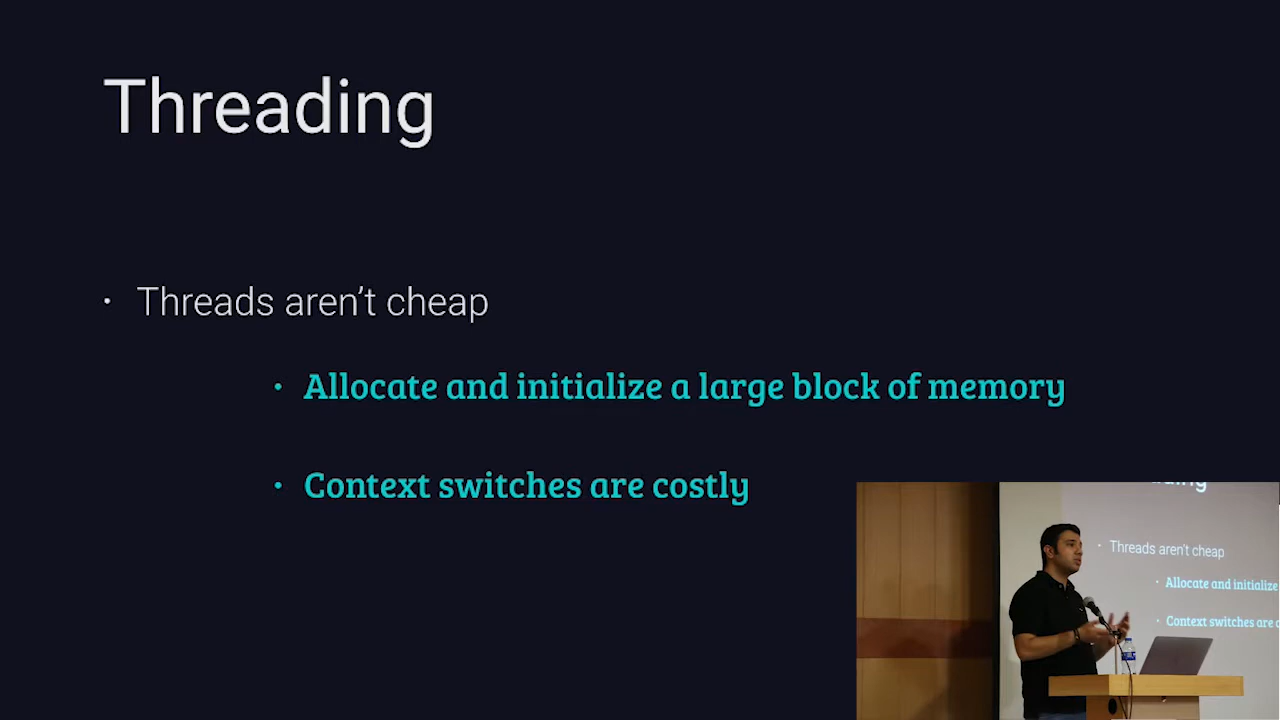 Threading
• Threads aren't cheap
• Allocate and initialize a large block of memory
• Context switches are costly
• Threads aren't cheap
• Allocate and initialize
• Context switches are